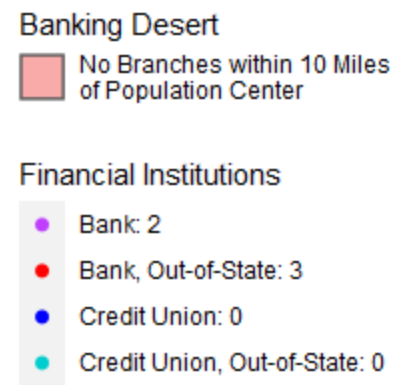 Banking Desert
No Branches within 10 Miles
of Population Center
Financial Institutions
Bank: 2
Bank, Out-of-State: 3
Credit Union: 0
Credit Union, Out-of-State: 0